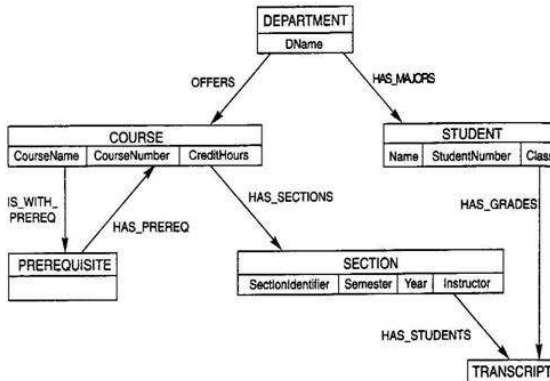 DEPARTMENT
DName
OFFERS
HAS_MAJORS
COURSE
CourseName CourseNumber CreditHours
STUDENT
Name StudentNumber Class
IS_WITH_
PREREQ
HAS_PREREQ
HAS_SECTIONS
HAS_GRADES
PREREQUISITE
SECTION
SectionIdentifier Semester Year Instructor
HAS_STUDENTS
TRANSCRIPT